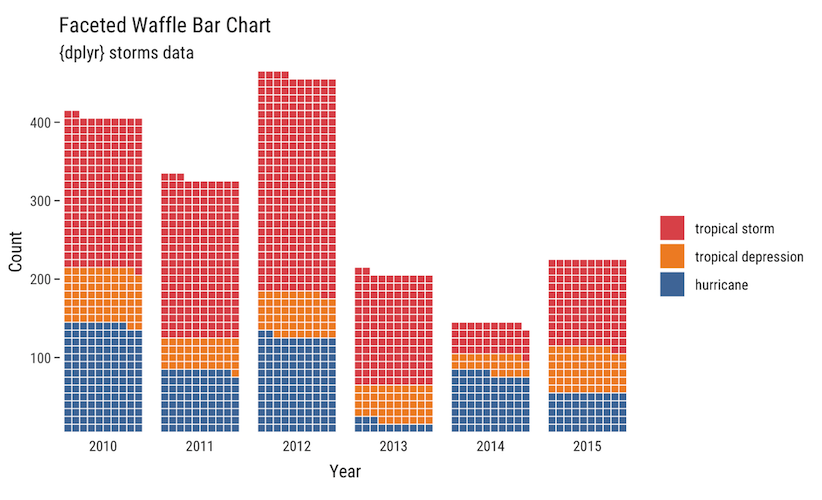 Faceted Waffle Bar Chart
{dplyr} storms data
400
300
200
100
Count
2010 2011 2012 2013 2014 2015
Year
tropical storm
tropical depression
hurricane